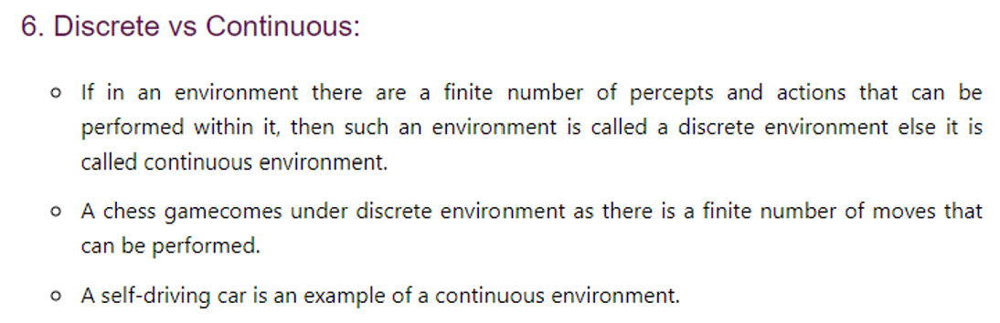 6. Discrete vs Continuous:
If in an environment there are a finite number of percepts and actions that can be
performed within it, then such an environment is called a discrete environment else it is
called continuous environment.
A chess gamecomes under discrete environment as there is a finite number of moves that
can be performed.
A self-driving car is an example of a continuous environment.